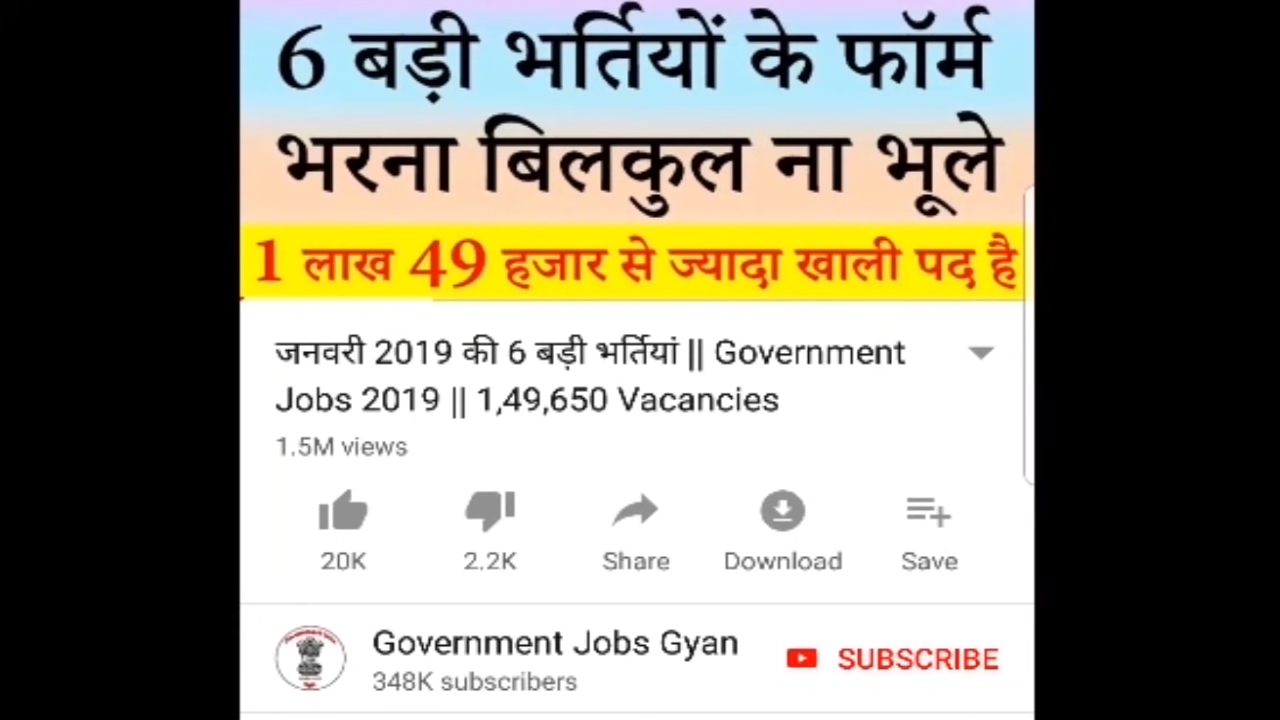 6 बड़ी भर्तियों के फॉर्म
भरना बिलकुल ना भूले
1 लाख 49 हजार से ज्यादा खाली पद है
जनवरी 2019 की 6 बड़ी भर्तियां || Government
Jobs 2019 || 1,49,650 Vacancies
1.5M views
20K 2.2K Share Download Save
Government Jobs Gyan
348K subscribers
SUBSCRIBE